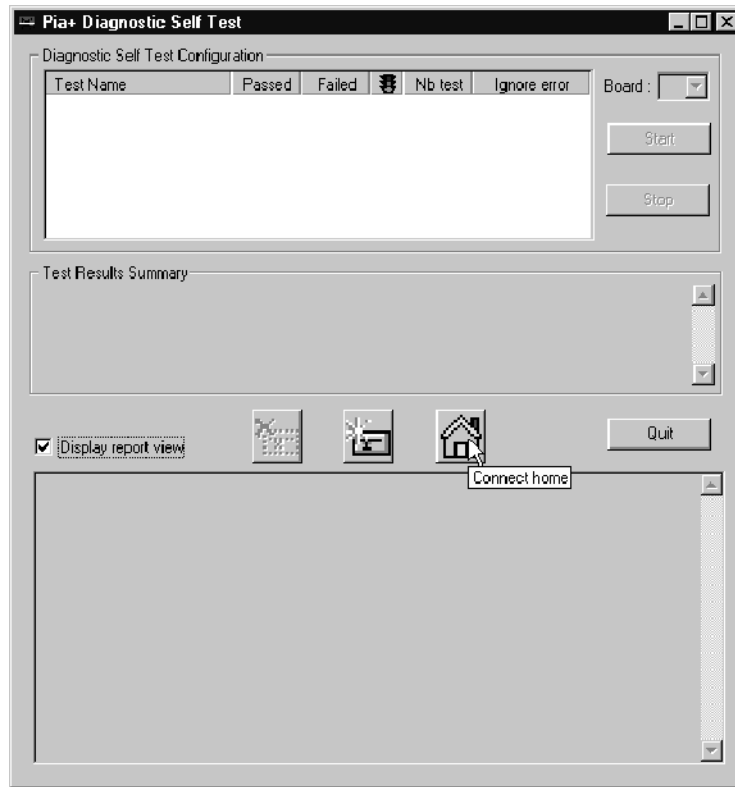 Pia+ Diagnostic Self Test
Diagnostic Self Test Configuration
Test Name Passed Failed Nb test Ignore error
Board :
Start
Stop
Test Results Summary
Display report view
Quit
Connect home